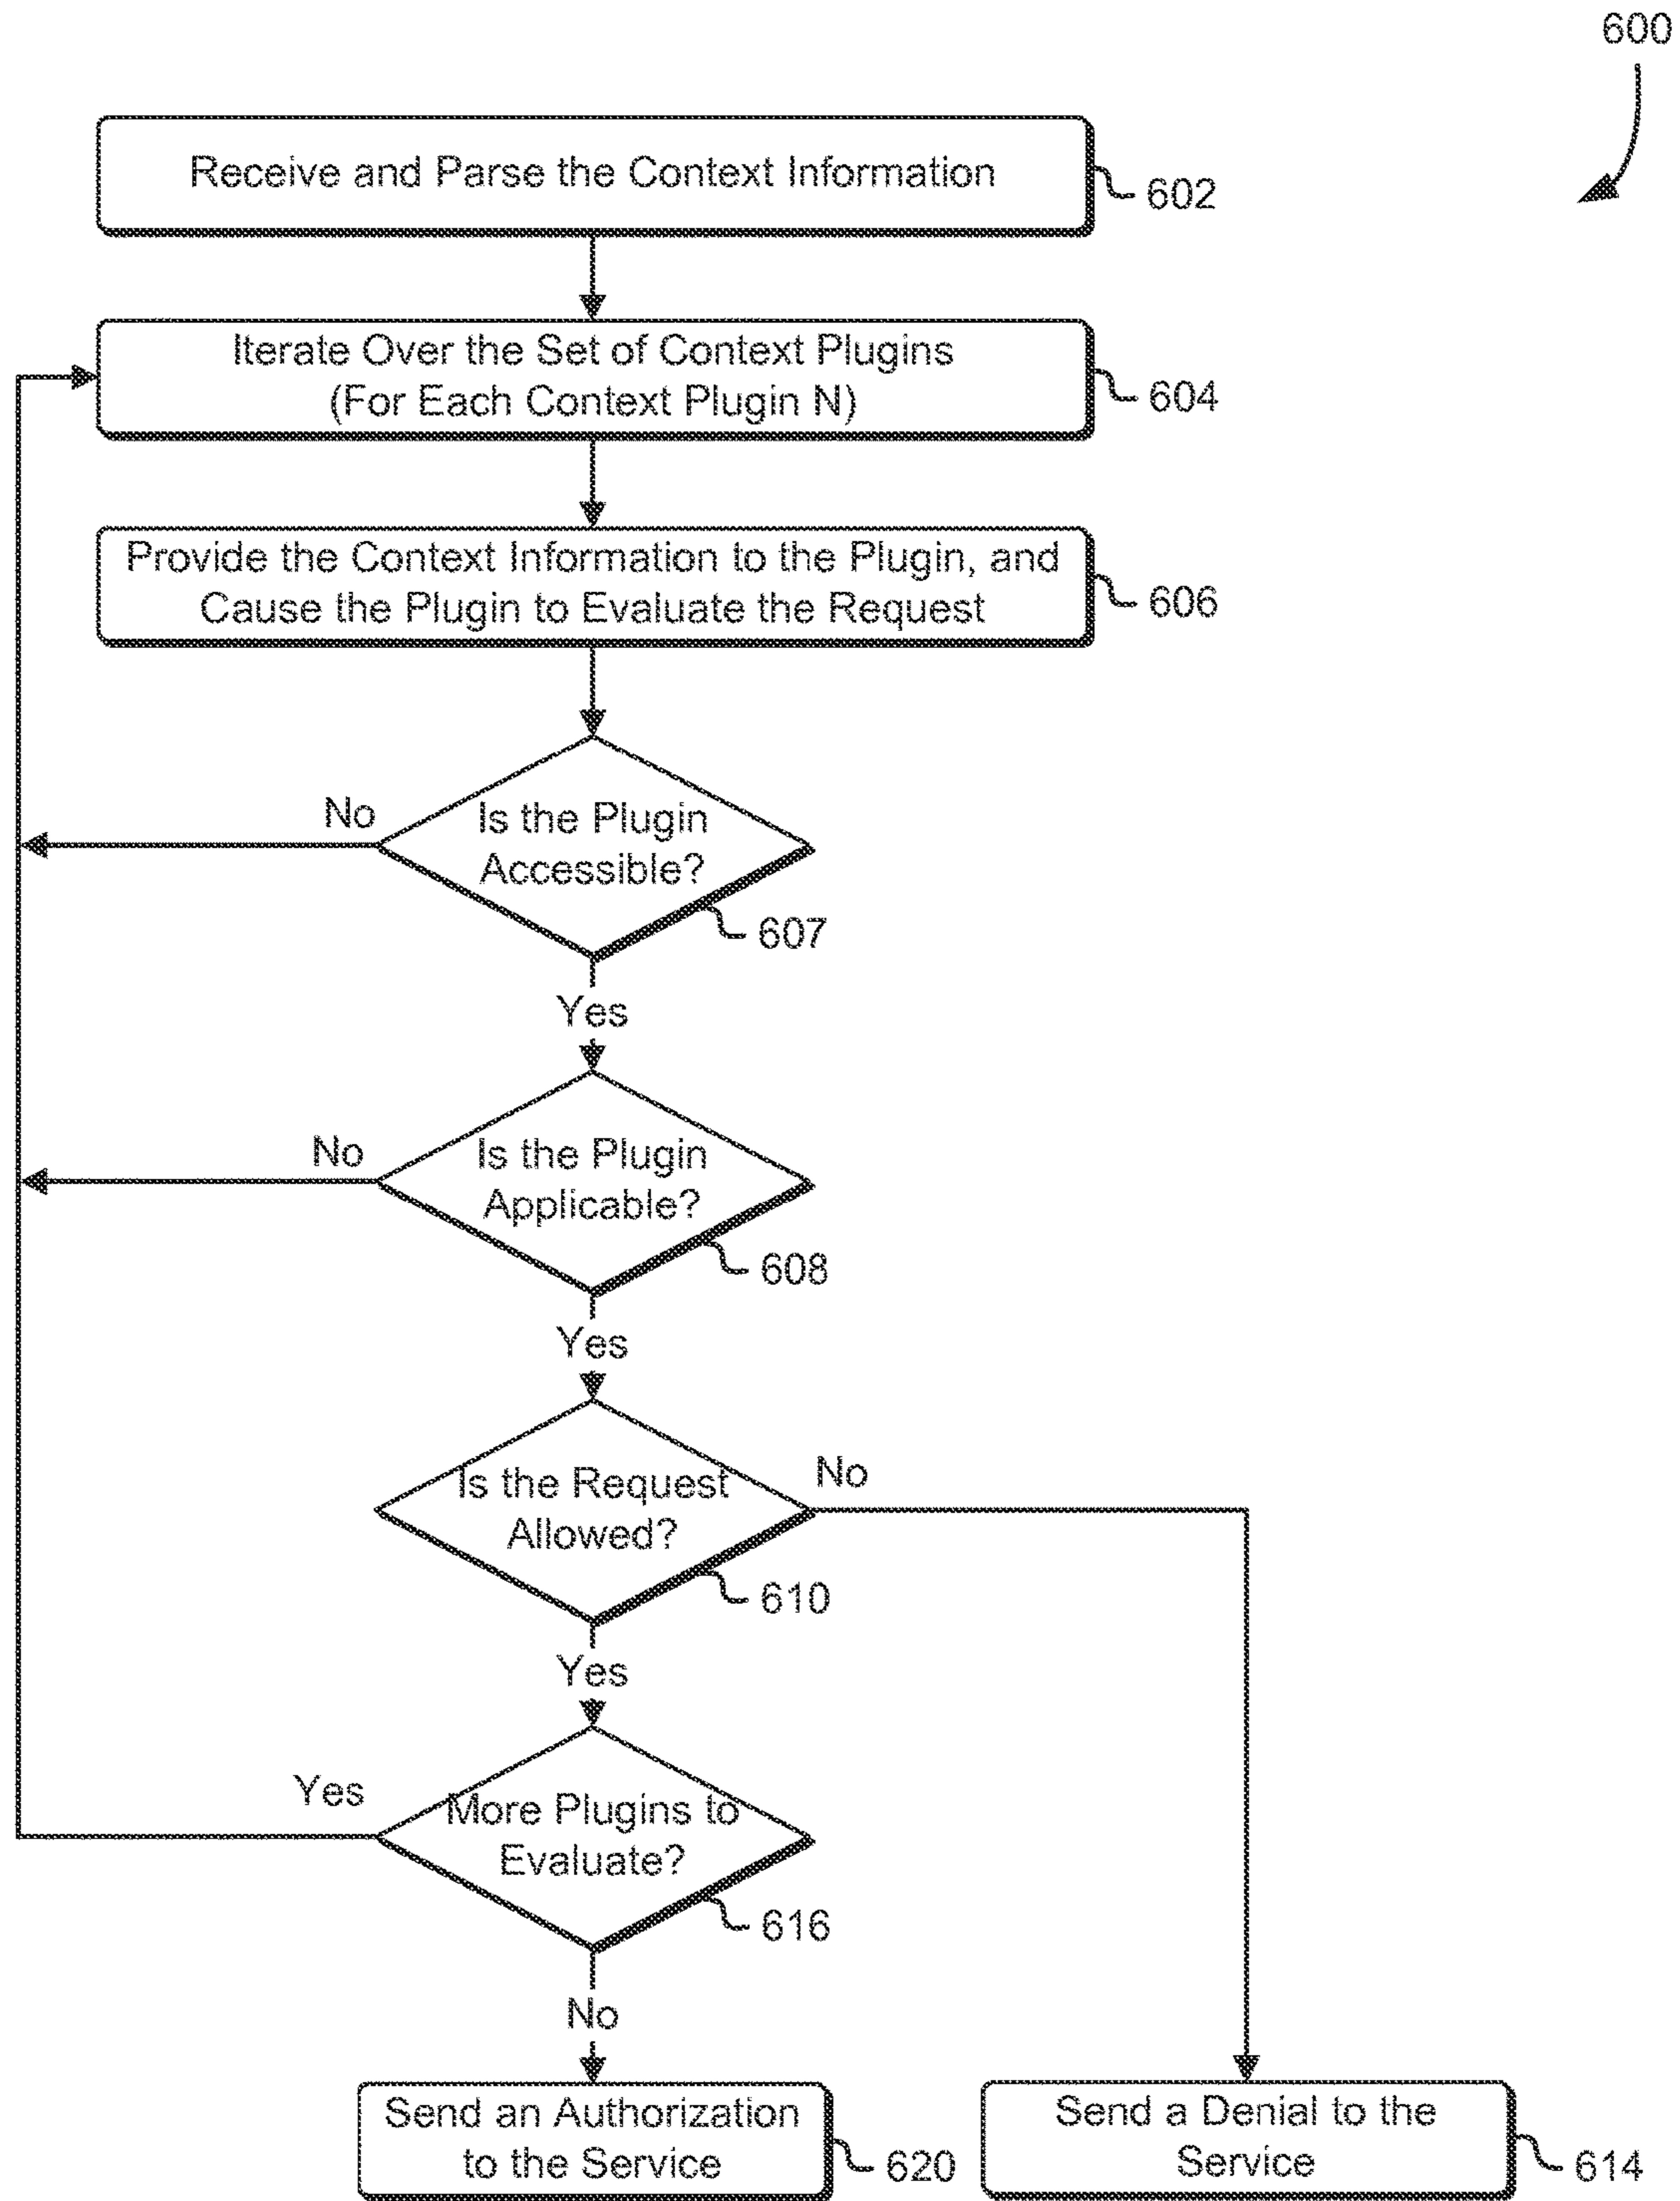 600
Receive and Parse the Context Information
602
Iterate Over the Set of Context Plugins
(For Each Context Plugin N)
604
Provide the Context Information to the Plugin, and
Cause the Plugin to Evaluate the Request
606
No
Is the Plugin
Accessible?
607
Yes
No
Is the Plugin
Applicable?
608
Yes
Is the Request
Allowed?
No
610
Yes
Yes
More Plugins to
Evaluate?
616
No
Send an Authorization
to the Service
620
Send a Denial to the
Service
614